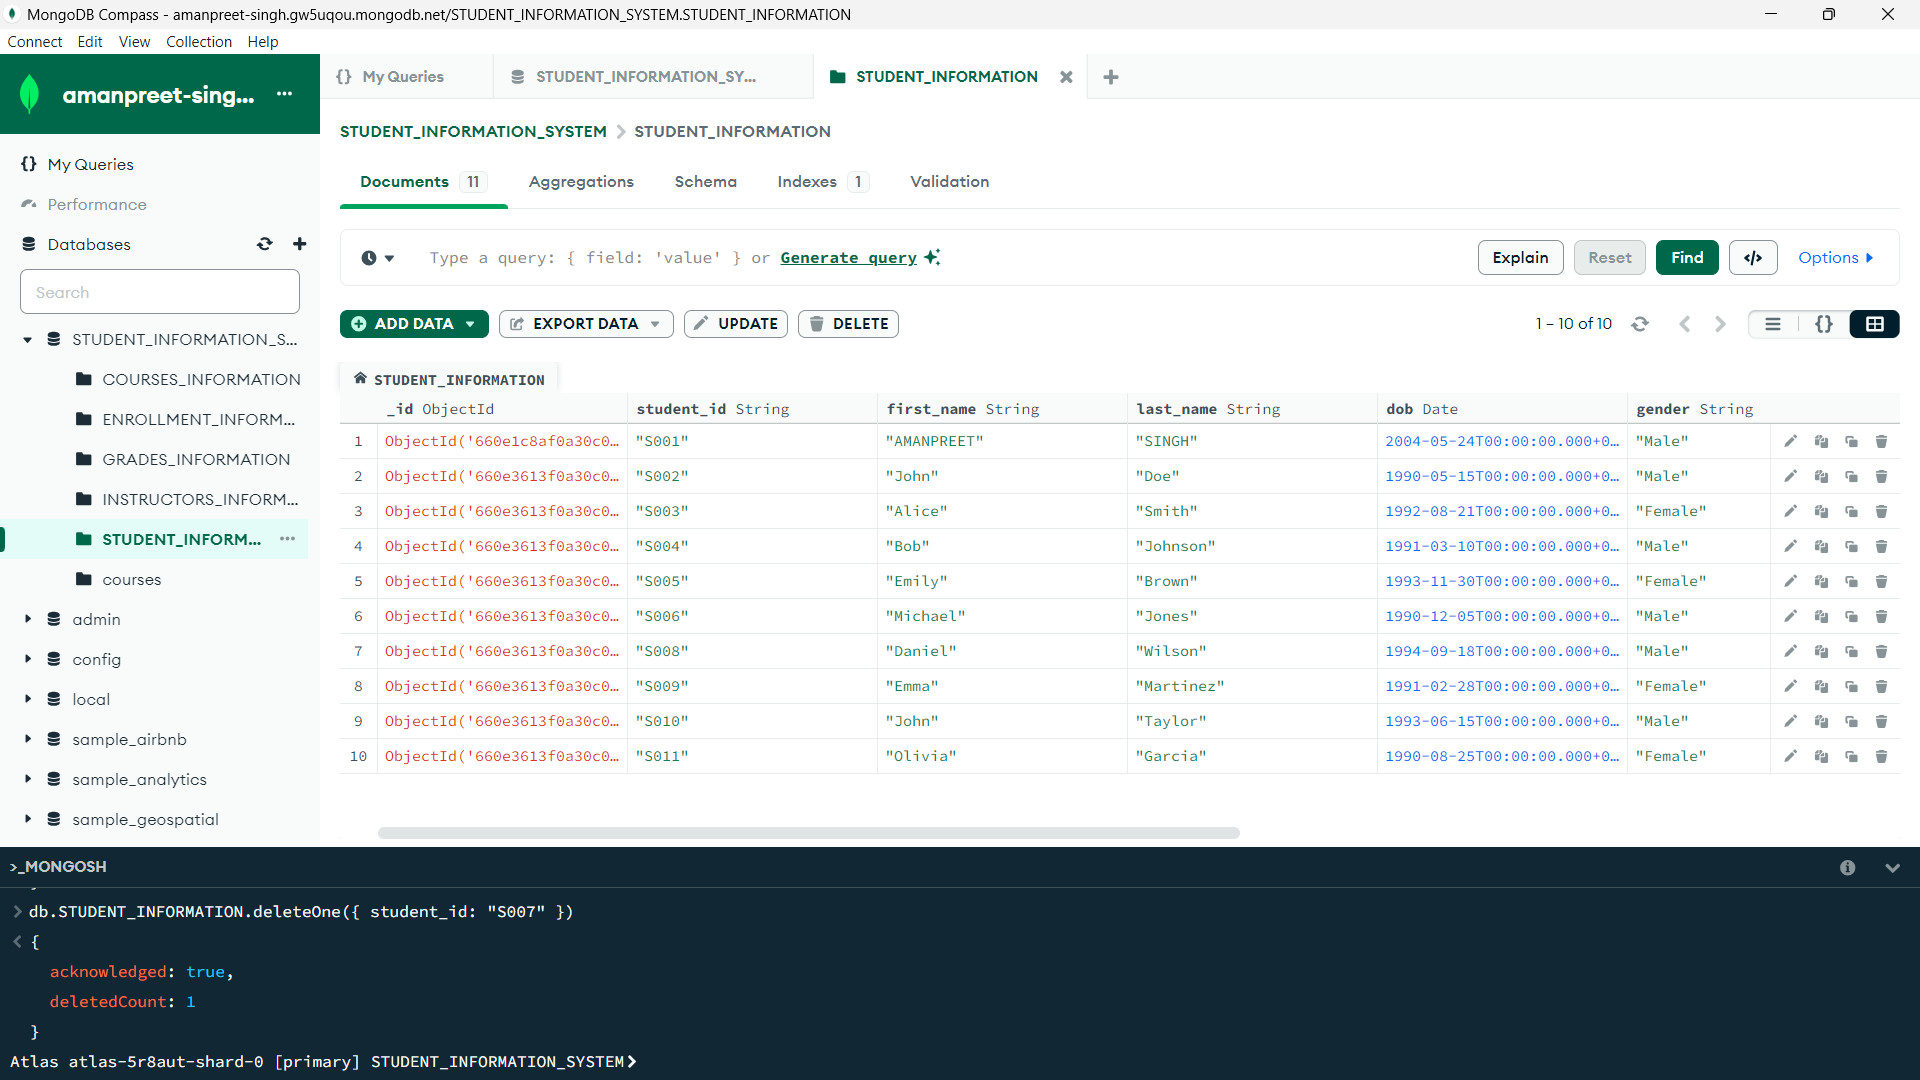 MongoDB Compass - amanpreet-singh.gw5uqou.mongodb.net/STUDENT_INFORMATION_SYSTEM.STUDENT_INFORMATION
Connect Edit View Collection Help
amanpreet-sing... ...
{} My Queries
STUDENT_INFORMATION_SY...
STUDENT_INFORMATION
STUDENT_INFORMATION_SYSTEM > STUDENT_INFORMATION
{} My Queries
Performance
Databases
Search
STUDENT_INFORMATION_S...
COURSES_INFORMATION
ENROLLMENT_INFORM...
GRADES_INFORMATION
INSTRUCTORS_INFORM...
STUDENT_INFORM... ...
courses
admin
config
local
sample_airbnb
sample_analytics
sample_geospatial
Documents 11 Aggregations Schema Indexes 1 Validation
Type a query: { field: 'value' } or Generate query
Explain Reset Find </> Options
ADD DATA EXPORT DATA UPDATE DELETE
1 – 10 of 10
{}
STUDENT_INFORMATION
_id ObjectId student_id String first_name String last_name String dob Date gender String
1 ObjectId('660e1c8af0a30c0… "S001" "AMANPREET" "SINGH" 2004-05-24T00:00:00.000+0… "Male"
2 ObjectId('660e3613f0a30c0… "S002" "John" "Doe" 1990-05-15T00:00:00.000+0… "Male"
3 ObjectId('660e3613f0a30c0… "S003" "Alice" "Smith" 1992-08-21T00:00:00.000+0… "Female"
4 ObjectId('660e3613f0a30c0… "S004" "Bob" "Johnson" 1991-03-10T00:00:00.000+0… "Male"
5 ObjectId('660e3613f0a30c0… "S005" "Emily" "Brown" 1993-11-30T00:00:00.000+0… "Female"
6 ObjectId('660e3613f0a30c0… "S006" "Michael" "Jones" 1990-12-05T00:00:00.000+0… "Male"
7 ObjectId('660e3613f0a30c0… "S008" "Daniel" "Wilson" 1994-09-18T00:00:00.000+0… "Male"
8 ObjectId('660e3613f0a30c0… "S009" "Emma" "Martinez" 1991-02-28T00:00:00.000+0… "Female"
9 ObjectId('660e3613f0a30c0… "S010" "John" "Taylor" 1993-06-15T00:00:00.000+0… "Male"
10 ObjectId('660e3613f0a30c0… "S011" "Olivia" "Garcia" 1990-08-25T00:00:00.000+0… "Female"
>_MONGOSH
> db.STUDENT_INFORMATION.deleteOne({ student_id: "S007" })
< {
acknowledged: true,
deletedCount: 1
}
Atlas atlas-5r8aut-shard-0 [primary] STUDENT_INFORMATION_SYSTEM>